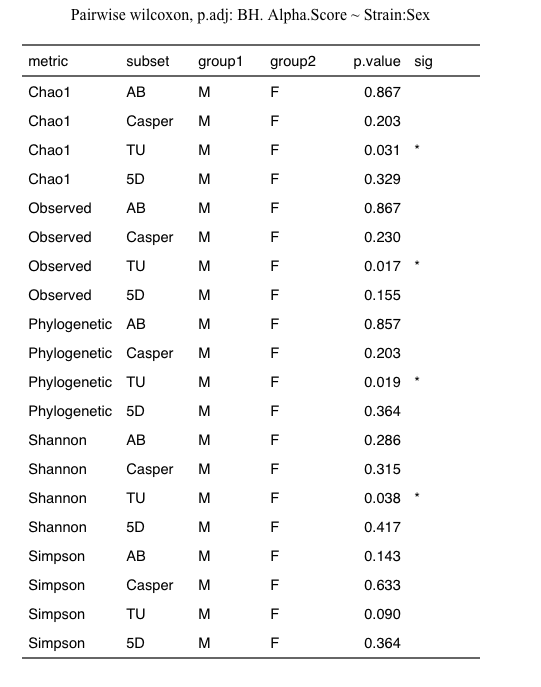 Pairwise wilcoxon, p.adj: BH. Alpha.Score ~ Strain:Sex
metric subset group1 group2 p.value sig
Chao1 AB M F 0.867
Chao1 Casper M F 0.203
Chao1 TU M F 0.031 *
Chao1 5D M F 0.329
Observed AB M F 0.867
Observed Casper M F 0.230
Observed TU M F 0.017 *
Observed 5D M F 0.155
Phylogenetic AB M F 0.857
Phylogenetic Casper M F 0.203
Phylogenetic TU M F 0.019 *
Phylogenetic 5D M F 0.364
Shannon AB M F 0.286
Shannon Casper M F 0.315
Shannon TU M F 0.038 *
Shannon 5D M F 0.417
Simpson AB M F 0.143
Simpson Casper M F 0.633
Simpson TU M F 0.090
Simpson 5D M F 0.364